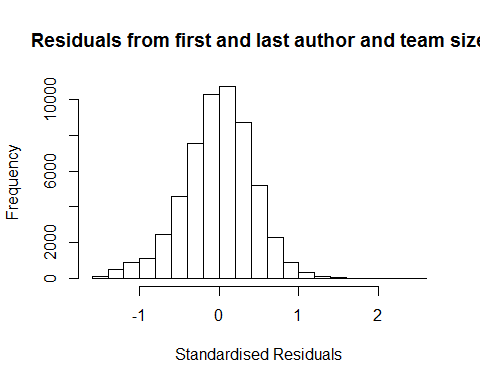 Residuals from first and last author and team size
Frequency
10000
6000
2000
0
-1 0 1 2
Standardised Residuals